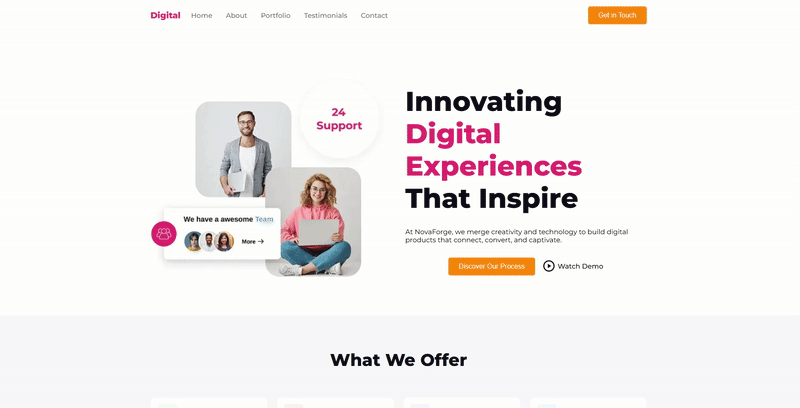 Digital Home About Portfolio Testimonials Contact Get in Touch
24
Support
We have a awesome Team
More →
Innovating
Digital
Experiences
That Inspire
At NovaForge, we merge creativity and technology to build digital
products that connect, convert, and captivate.
Discover Our Process Watch Demo
What We Offer